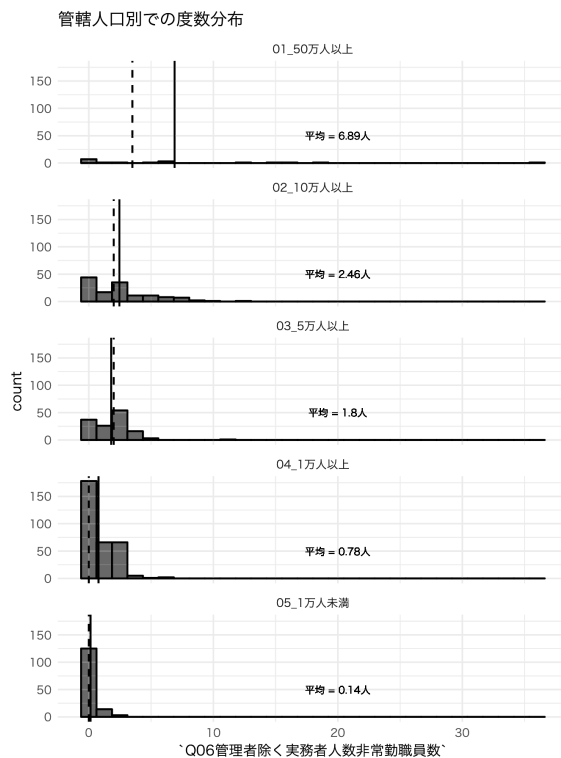 管轄人口別での度数分布
01_50万人以上
150
100
50
0
平均 = 6.89人
02_10万人以上
150
100
50
0
平均 = 2.46人
03_5万人以上
150
100
50
0
平均 = 1.8人
count
04_1万人以上
150
100
50
0
平均 = 0.78人
05_1万人未満
150
100
50
0
平均 = 0.14人
0 10 20 30
`Q06管理者除く実務者人数非常勤職員数`